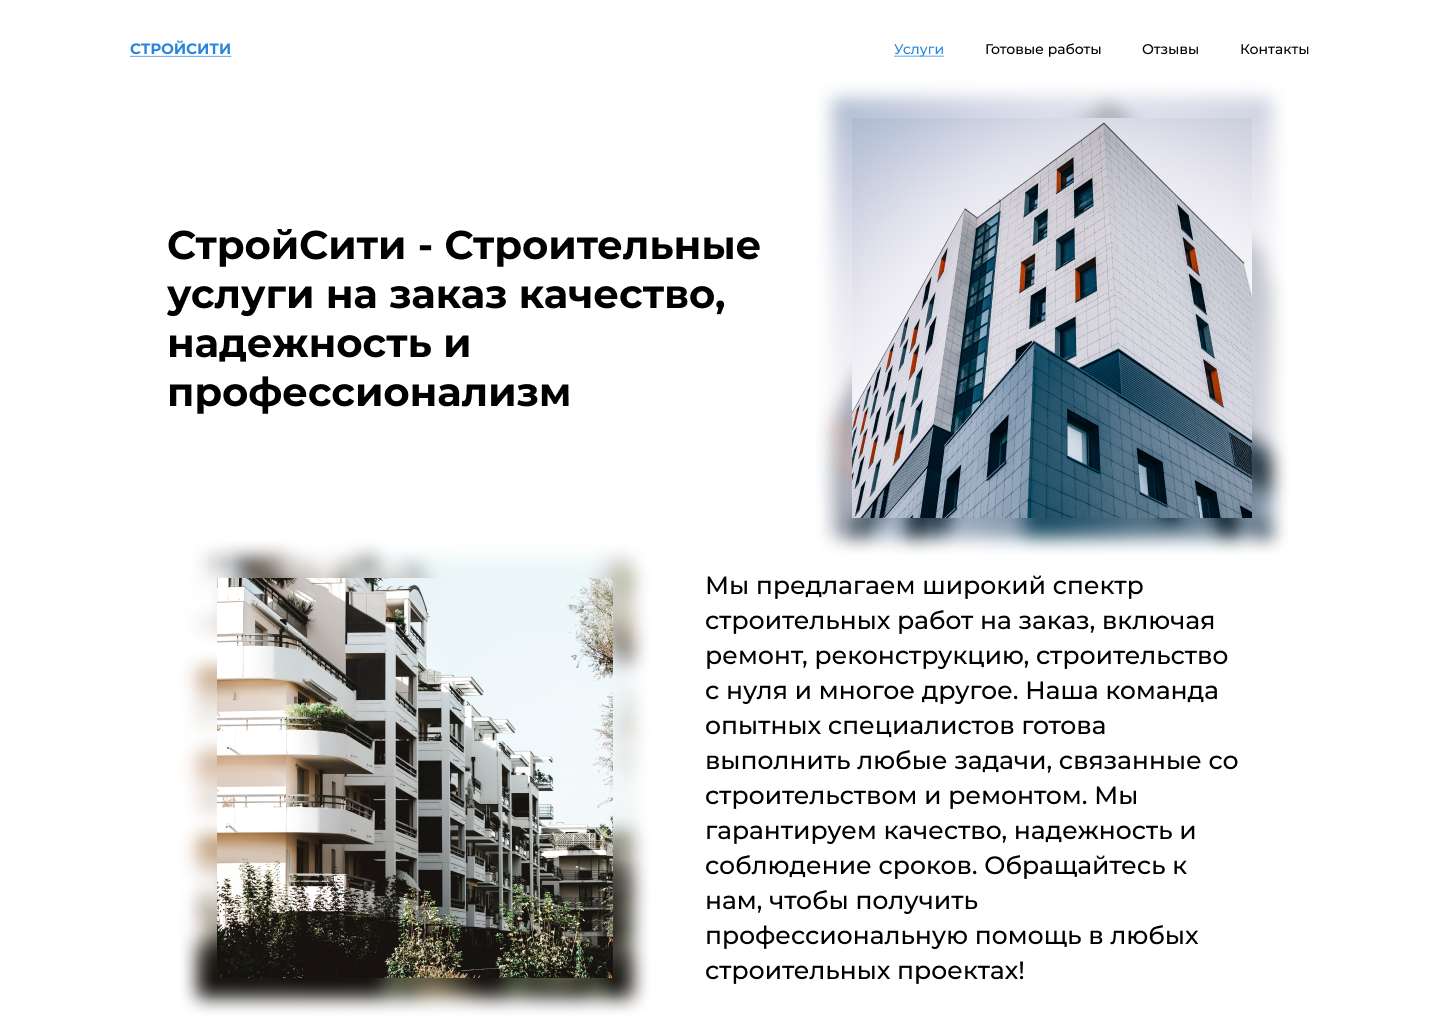 СТРОЙСИТИ
Услуги
Готовые работы
Отзывы
Контакты
СтройСити - Строительные
услуги на заказ качество,
надежность и
профессионализм
Мы предлагаем широкий спектр
строительных работ на заказ, включая
ремонт, реконструкцию, строительство
с нуля и многое другое. Наша команда
опытных специалистов готова
выполнить любые задачи, связанные со
строительством и ремонтом. Мы
гарантируем качество, надежность и
соблюдение сроков. Обращайтесь к
нам, чтобы получить
профессиональную помощь в любых
строительных проектах!